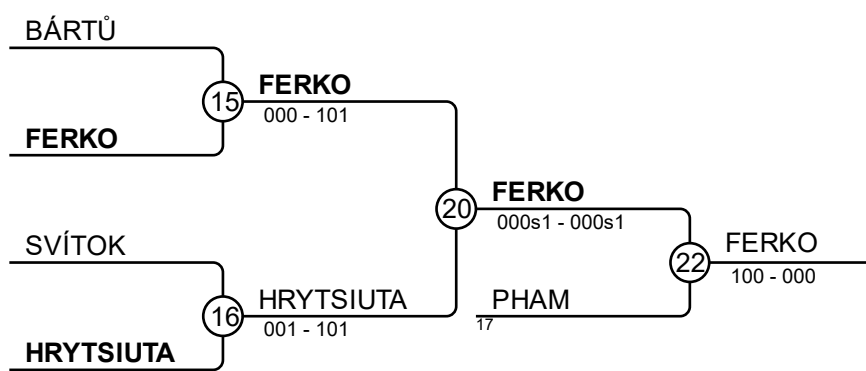 BÁRTŮ
15
FERKO
000 - 101
FERKO
20
FERKO
000s1 - 000s1
SVÍTOK
22
FERKO
100 - 000
16
HRYTSIUTA
001 - 101
PHAM
17
HRYTSIUTA